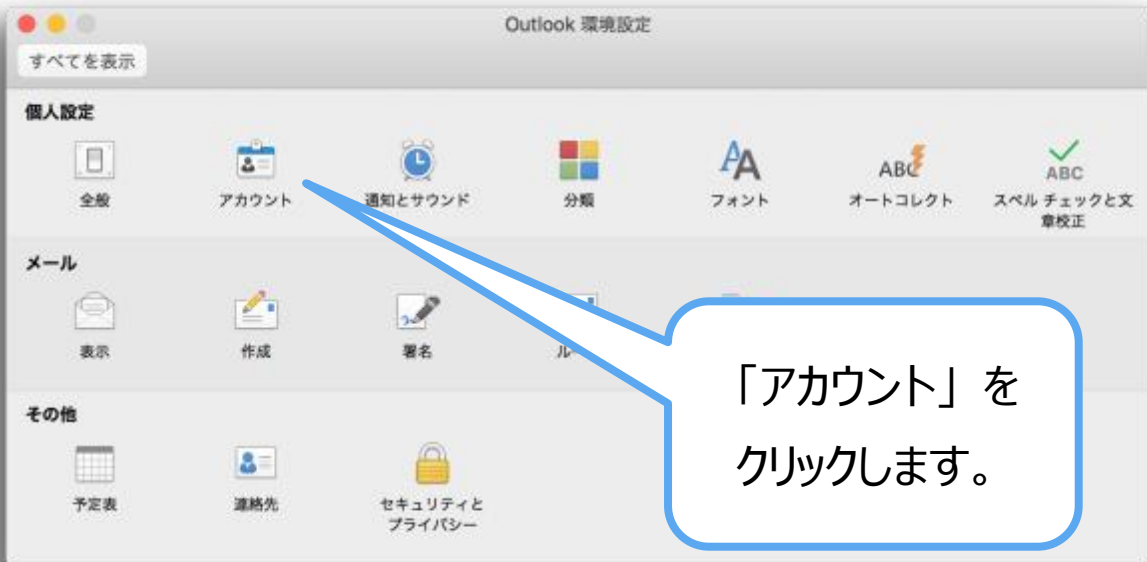 Outlook 環境設定
すべてを表示
個人設定
全般
アカウント
通知とサウンド
分類
フォント
ABC
オートコレクト
ABC
スペル チェックと文
章校正
メール
表示
作成
署名
その他
予定表
連絡先
セキュリティと
プライバシー
「アカウント」を
クリックします。